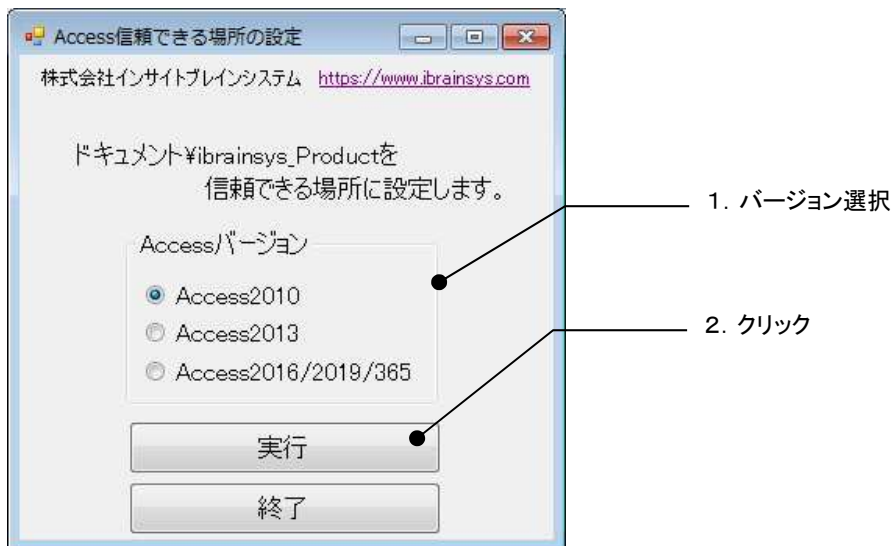 Access信頼できる場所の設定
株式会社インサイトブレインシステム https://www.ibrainsys.com
ドキュメント¥ibrainsys_Productを
信頼できる場所に設定します。
1．バージョン選択
Accessバージョン
Access2010
2．クリック
Access2013
Access2016/2019/365
実行
終了